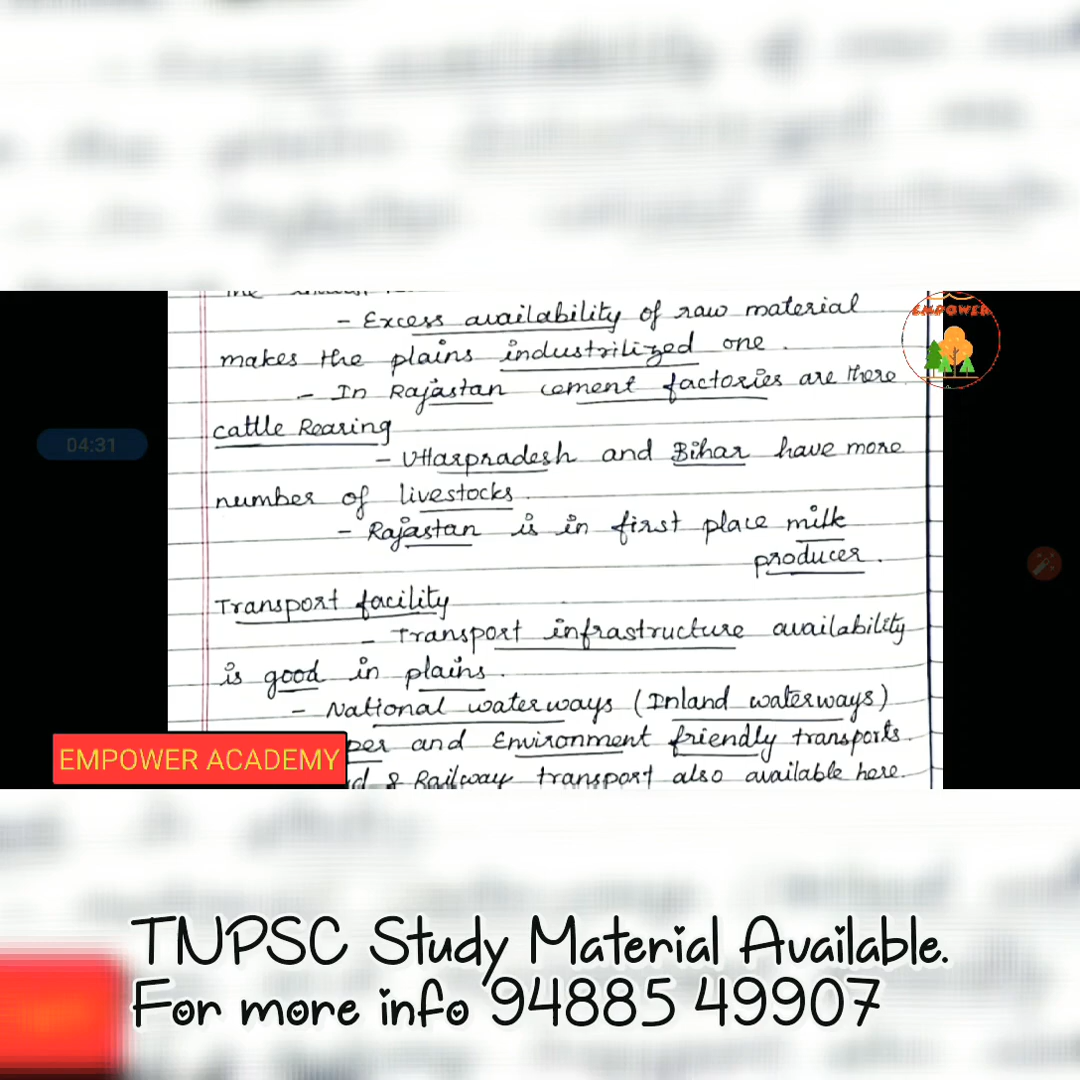 EMPOWER
- Excess availability of raw material
makes the plains industrilized one.
- In Rajastan cement factories are there
04:31
cattle Rearing
- Uttarpradesh and Bihar have more
number of livestocks.
- Rajastan is in first place milk
producer.
Transport facility
- Transport infrastructure availability
is good in plains.
- National waterways (Inland waterways)
and Environment friendly transports.
EMPOWER ACADEMY
& Railway transport also available here.
TNPSC Study Material Available.
For more info 94885 49907